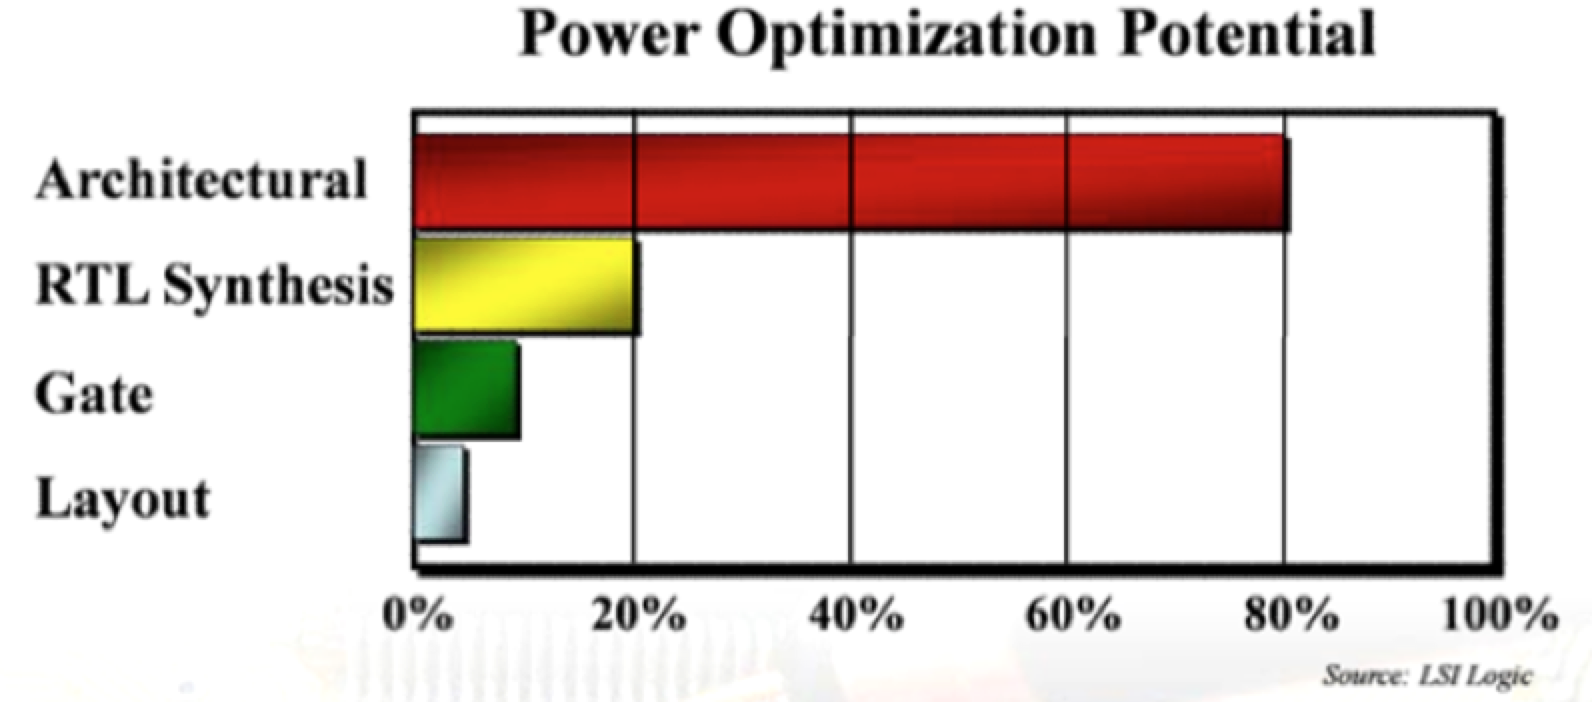 Power Optimization Potential
Architectural
RTL Synthesis
Gate
Layout
0% 20% 40% 60% 80% 100%
Source: LSI Logic